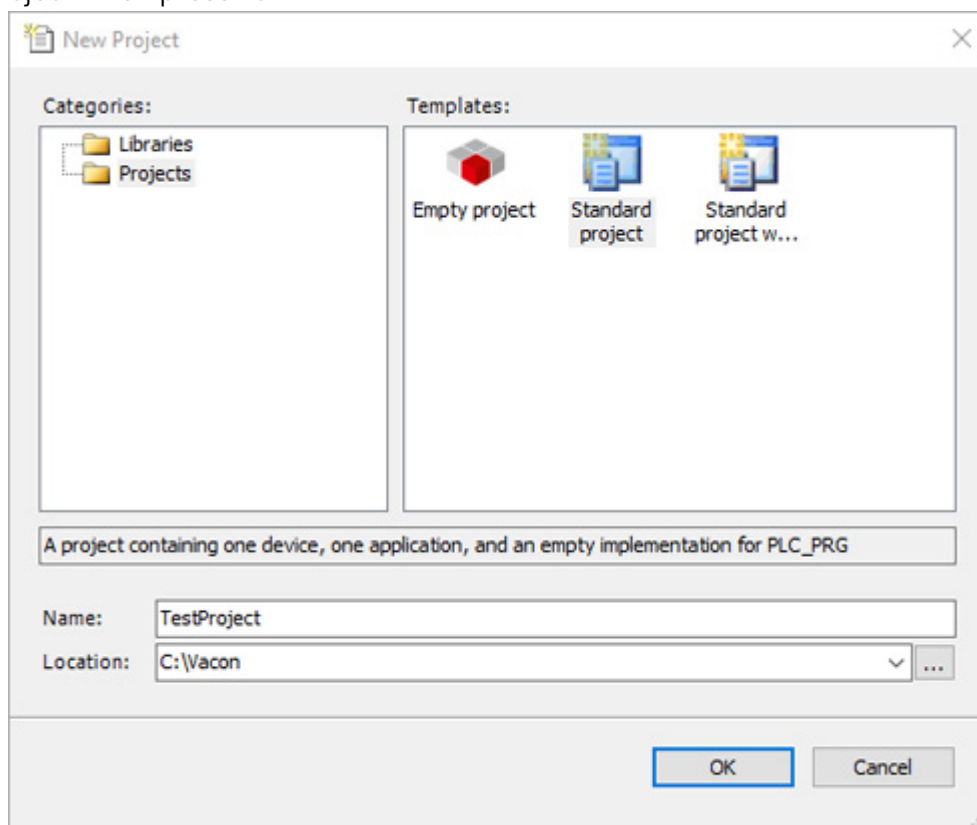 New Project
Categories:
Templates:
Libraries
Projects
Empty project
Standard
project
Standard
project w...
A project containing one device, one application, and an empty implementation for PLC_PRG
Name:
TestProject
Location:
C:\Vacon
...
OK
Cancel